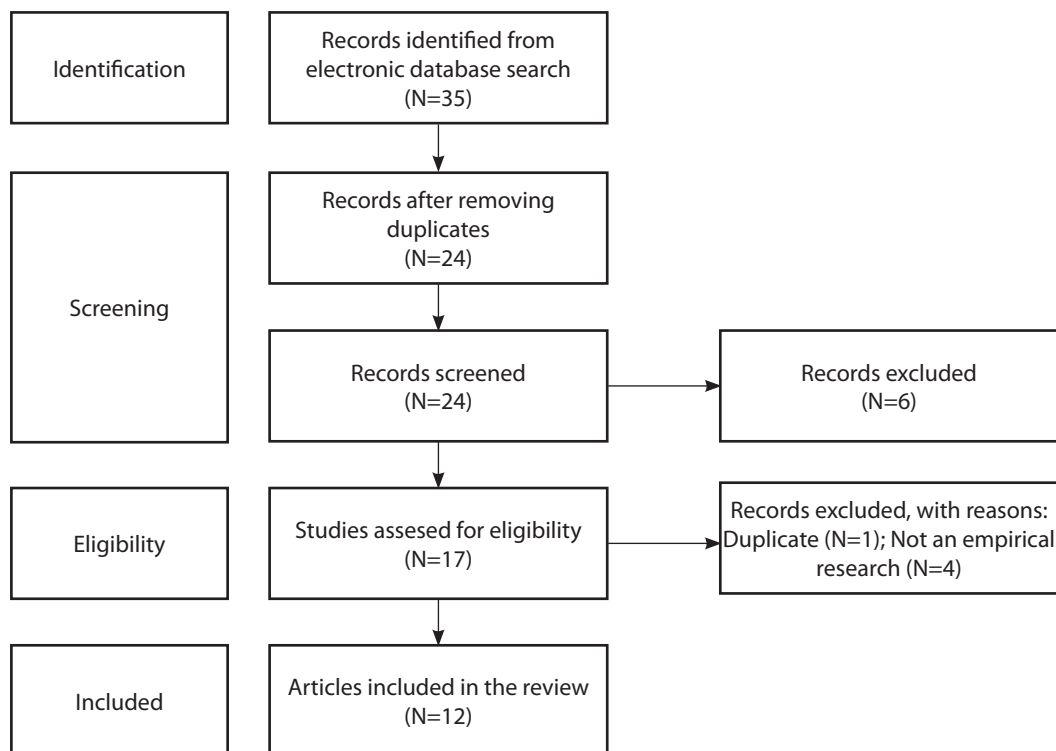 Identification
Records identified from
electronic database search
(N=35)
Screening
Records after removing
duplicates
(N=24)
Records screened
(N=24)
Records excluded
(N=6)
Eligibility
Studies assesed for eligibility
(N=17)
Records excluded, with reasons:
Duplicate (N=1); Not an empirical
research (N=4)
Included
Articles included in the review
(N=12)